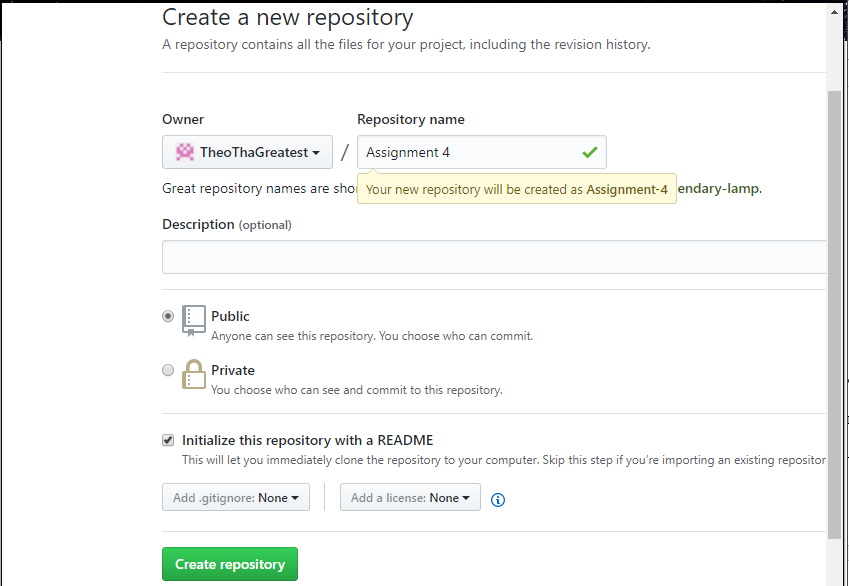 Create a new repository
A repository contains all the files for your project, including the revision history.
Owner
Repository name
TheoThaGreatest
/
Assignment 4
Great repository names are
Your new repository will be created as Assignment-4
endary-lamp.
Description (optional)
Public
Anyone can see this repository. You choose who can commit.
Private
You choose who can see and commit to this repository.
Initialize this repository with a README
This will let you immediately clone the repository to your computer. Skip this step if you’re importing an existing repositor
Add .gitignore: None
Add a license: None
Create repository